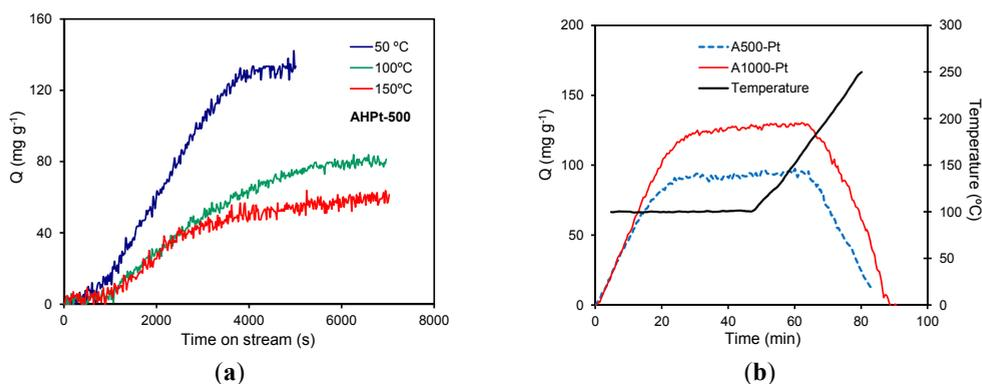 160
120
80
40
0
0 2000 4000 6000 8000
Q (mg g-1)
Time on stream (s)
50 ºC
100ºC
150ºC
AHPt-500
(a)
200
150
100
50
0
0 20 40 60 80 100
Q (mg g-1)
Time (min)
300
250
200
150
100
50
0
Temperature (ºC)
A500-Pt
A1000-Pt
Temperature
(b)